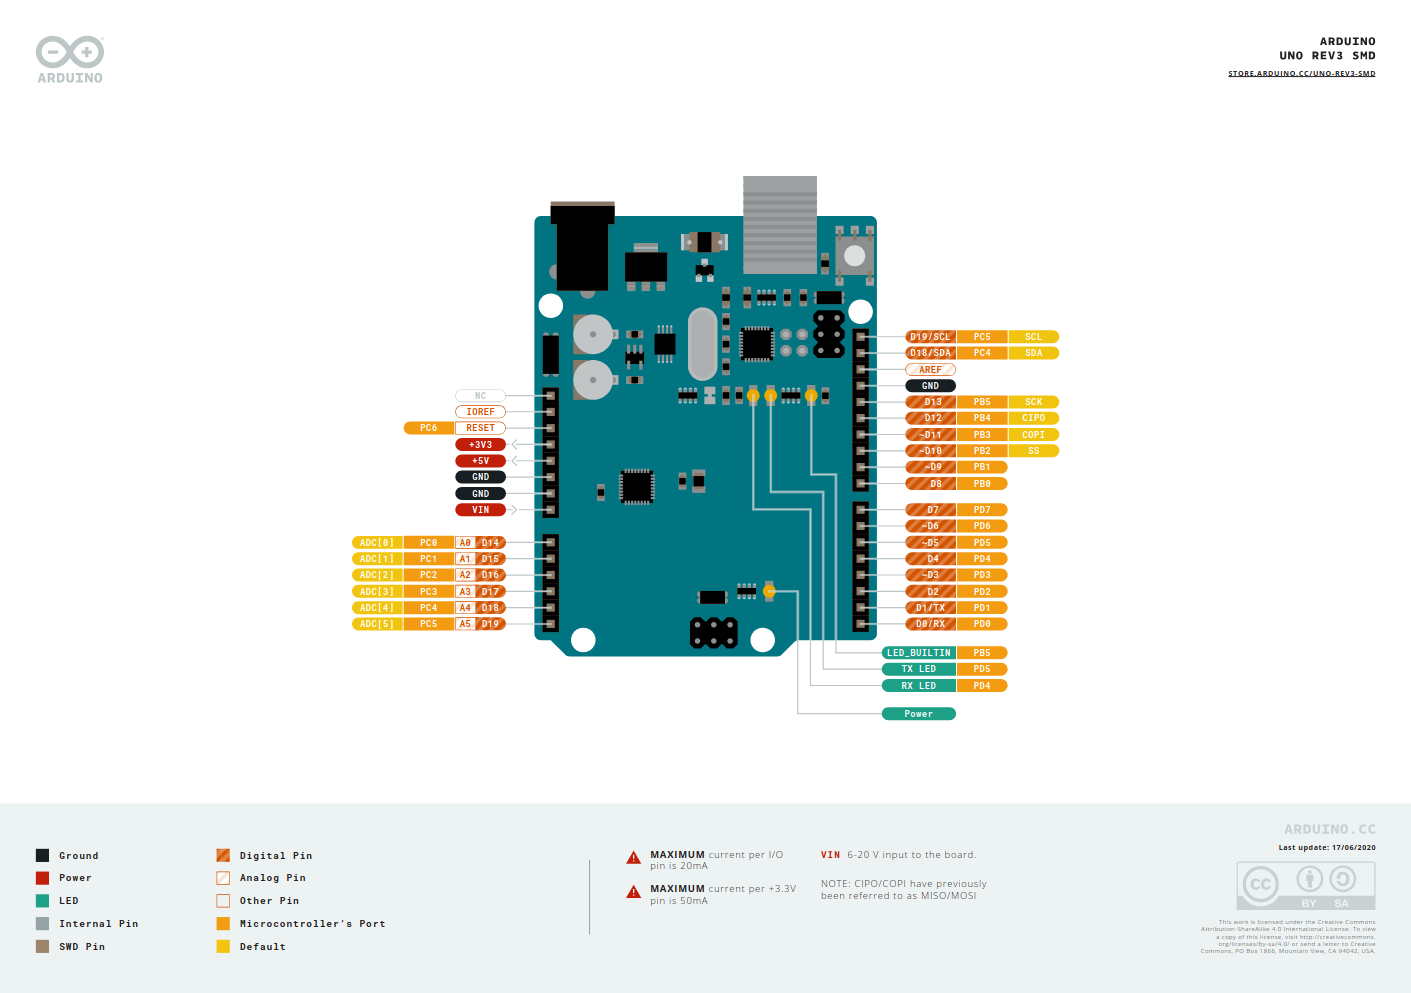 ARDUINO
ARDUINO
UNO REV3 SMD
STORE.ARDUINO.CC/UNO-REV3-SMD
NC
IOREF
PC6 RESET
+3V3
+5V
GND
GND
VIN
ADC[0] PC0 A0 D14
ADC[1] PC1 A1 D15
ADC[2] PC2 A2 D16
ADC[3] PC3 A3 D17
ADC[4] PC4 A4 D18
ADC[5] PC5 A5 D19
D19/SCL PC5 SCL
D18/SDA PC4 SDA
AREF
GND
D13 PB5 SCK
D12 PB4 CIPO
~D11 PB3 COPI
~D10 PB2 SS
~D9 PB1
D8 PB0
D7 PD7
~D6 PD6
~D5 PD5
D4 PD4
~D3 PD3
D2 PD2
D1/TX PD1
D0/RX PD0
LED_BUILTIN PB5
TX LED PD5
RX LED PD4
Power
Ground
Power
LED
Internal Pin
SWD Pin
Digital Pin
Analog Pin
Other Pin
Microcontroller's Port
Default
MAXIMUM current per I/O
pin is 20mA
MAXIMUM current per +3.3V
pin is 50mA
VIN 6-20 V input to the board.
NOTE: CIPO/COPI have previously
been referred to as MISO/MOSI
ARDUINO.CC
Last update: 17/06/2020
CC
BY SA
This work is licensed under the Creative Commons
Attribution-ShareAlike 4.0 International License. To view
a copy of this license, visit http://creativecommons.
org/licenses/by-sa/4.0/ or send a letter to Creative
Commons, PO Box 1866, Mountain View, CA 94042, USA.